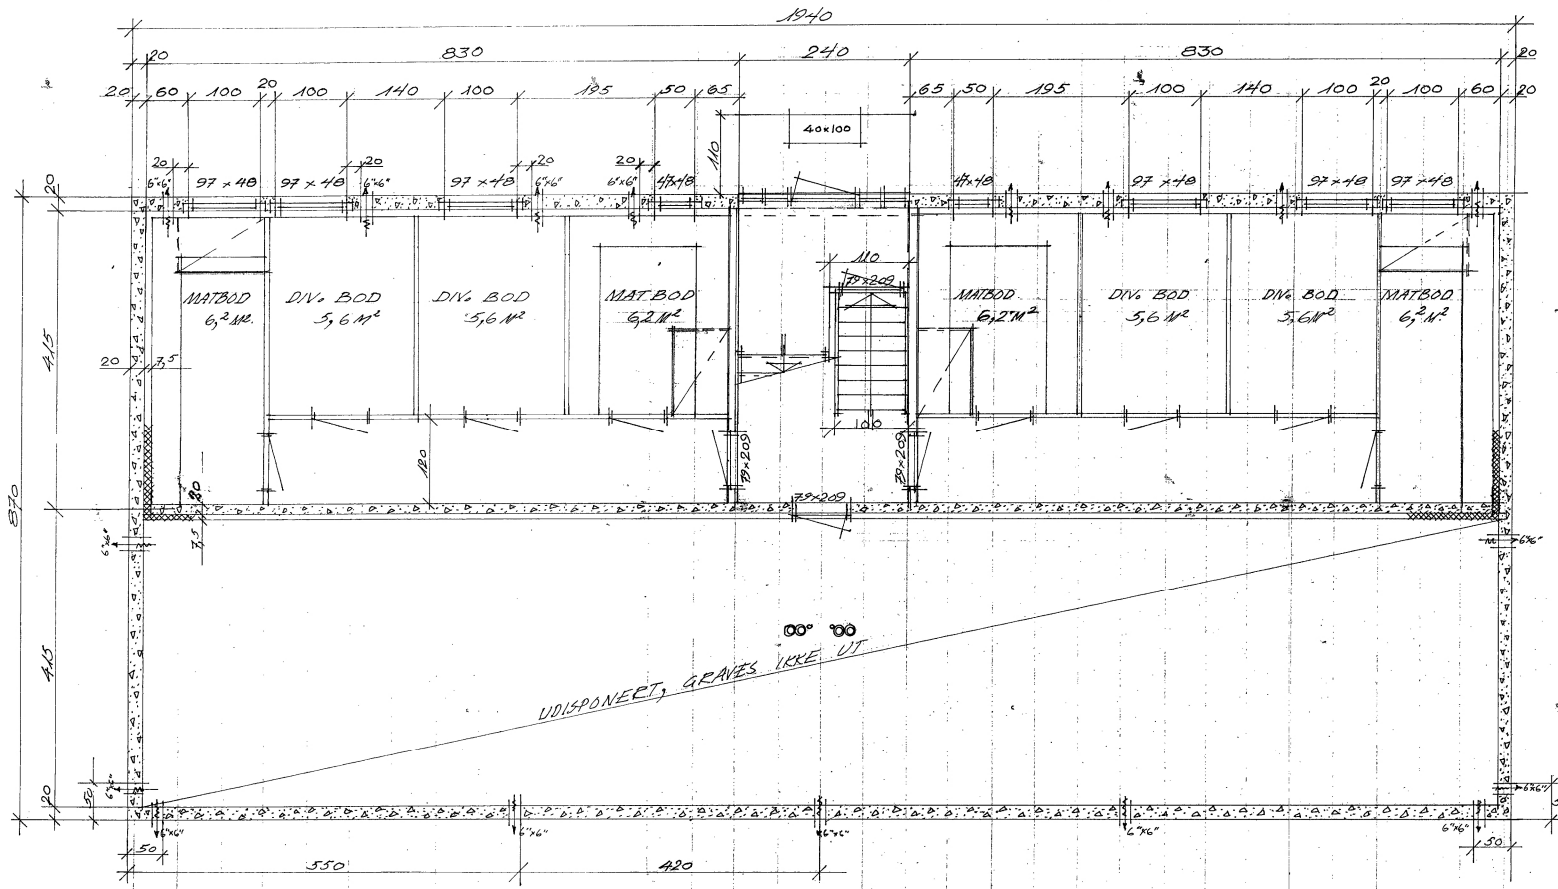 1940
20 830 240 830 20
20 60 100 20 100 140 100 195 50 65 65 50 195 100 140 100 20 100 60 20
40x100
110
20 20 20 20
6"x6" 97 x 48 97 x 48 6"x6" 97 x 48 6"x6" 6"x6" 47x48 47x48 97 x 48 97 x 48 97 x 48
20
110
79x209
MATBOD
6,2 M²
DIV. BOD
5,6 M²
DIV. BOD
5,6 M²
MATBOD
6,2 M²
MATBOD
6,2 M²
DIV. BOD
5,6 M²
DIV. BOD
5,6 M²
MATBOD
6,2 M²
415
20 7,5
100
120
79x209
79x209
79x209
870
20
7,5
6"x6"
6"x6"
UDISPONERT, GRAVES IKKE UT
415
20
50
6"x6"
6"x6"
6"x6" 6"x6" 6"x6" 6"x6" 6"x6"
50 550 420 50